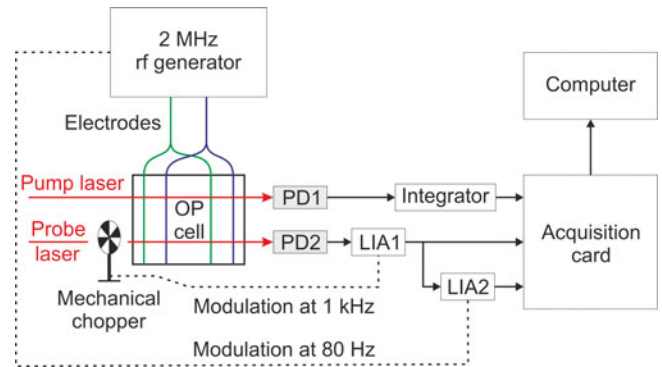 2 MHz
rf generator
Computer
Electrodes
Pump laser
PD1
Integrator
OP
cell
Probe
laser
PD2
LIA1
Acquisition
card
LIA2
Mechanical
chopper
Modulation at 1 kHz
Modulation at 80 Hz